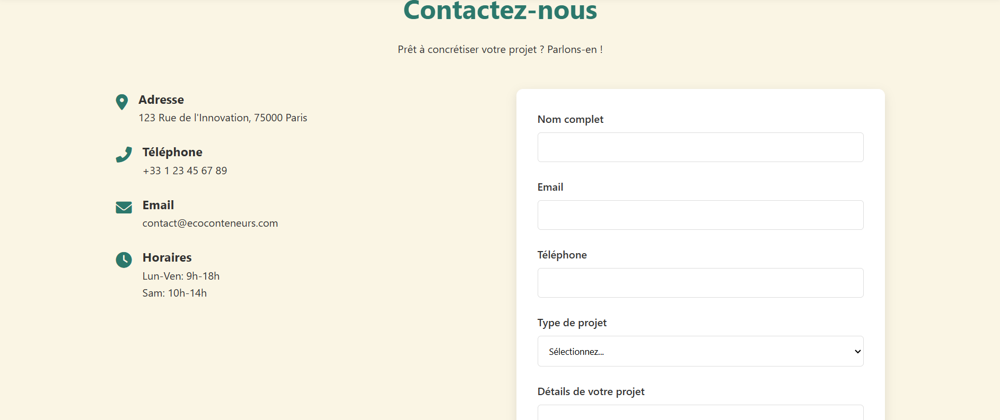 Contactez-nous
Prêt à concrétiser votre projet ? Parlons-en !
Adresse
123 Rue de l'Innovation, 75000 Paris
Téléphone
+33 1 23 45 67 89
Email
contact@ecoconteneurs.com
Horaires
Lun-Ven: 9h-18h
Sam: 10h-14h
Nom complet
Email
Téléphone
Type de projet
Sélectionnez...
Détails de votre projet